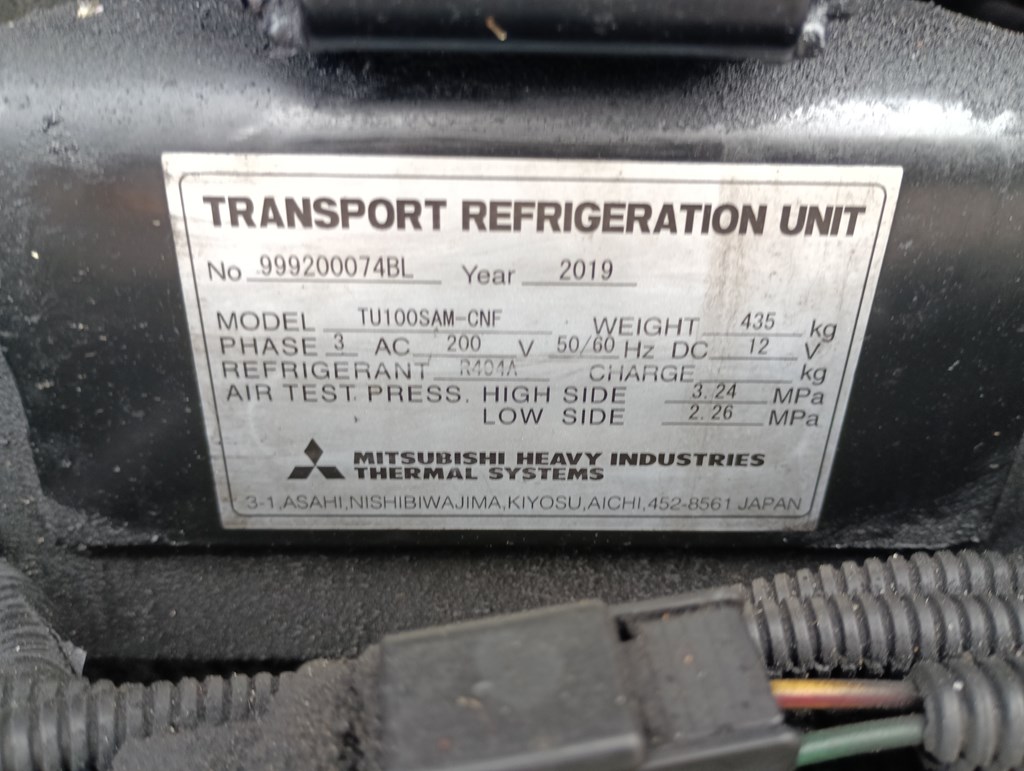 TRANSPORT REFRIGERATION UNIT
No 999200074BL Year 2019
MODEL TU100SAM-CNF WEIGHT 435 kg
PHASE 3 AC 200 V 50/60 Hz DC 12 V
REFRIGERANT R404A CHARGE kg
AIR TEST. PRESS. HIGH SIDE 3.24 MPa
LOW SIDE 2.26 MPa
MITSUBISHI HEAVY INDUSTRIES
THERMAL SYSTEMS
3-1,ASAHI,NISHIBIWAJIMA,KIYOSU,AICHI,452-8561 JAPAN